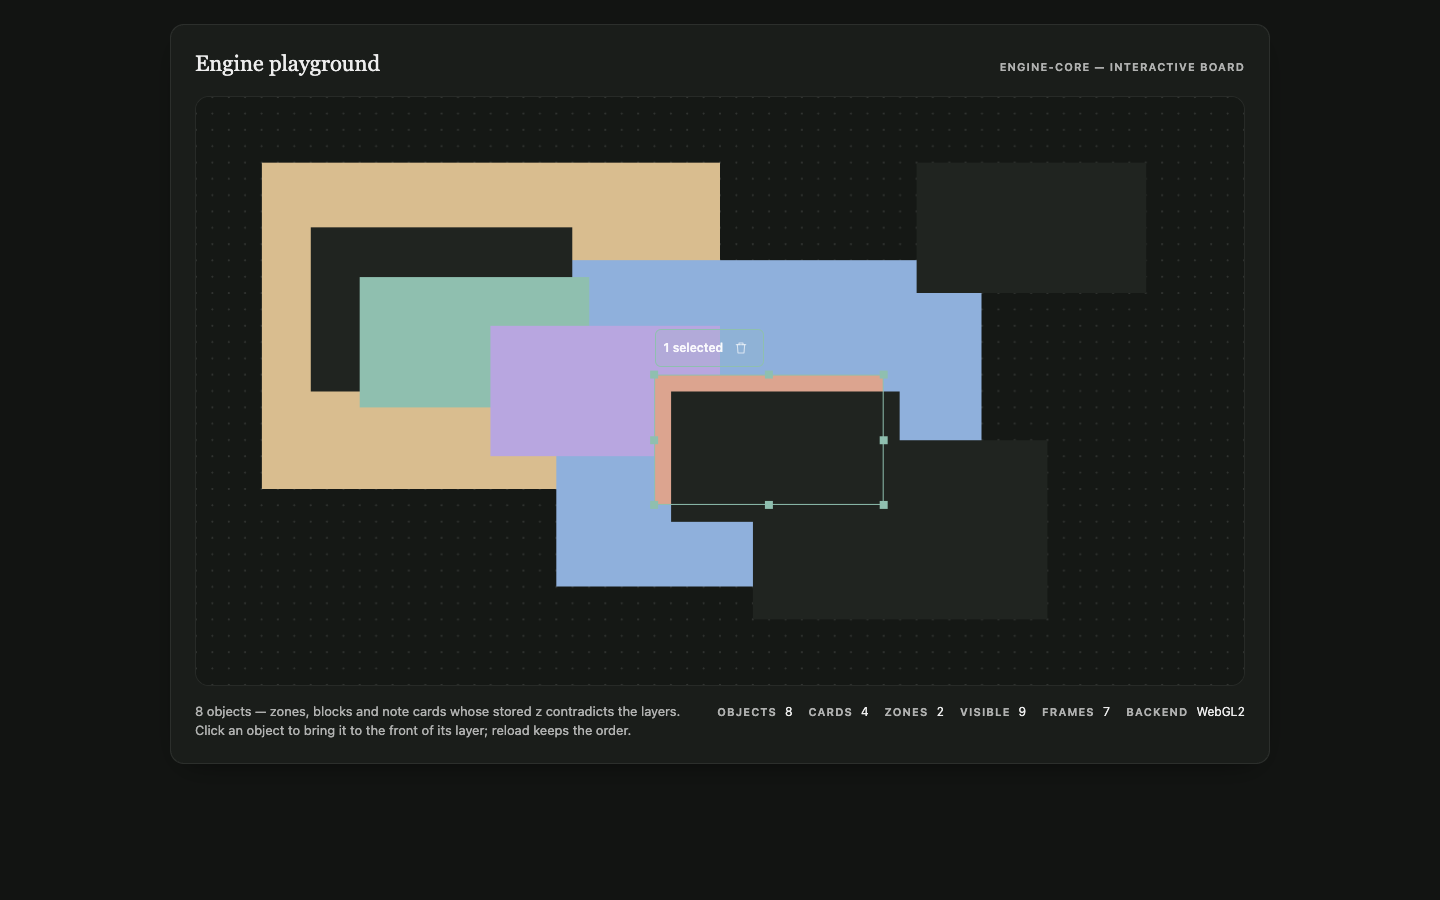 Engine playground
ENGINE-CORE — INTERACTIVE BOARD
1 selected
8 objects — zones, blocks and note cards whose stored z contradicts the layers.
Click an object to bring it to the front of its layer; reload keeps the order.
OBJECTS 8 CARDS 4 ZONES 2 VISIBLE 9 FRAMES 7 BACKEND WebGL2